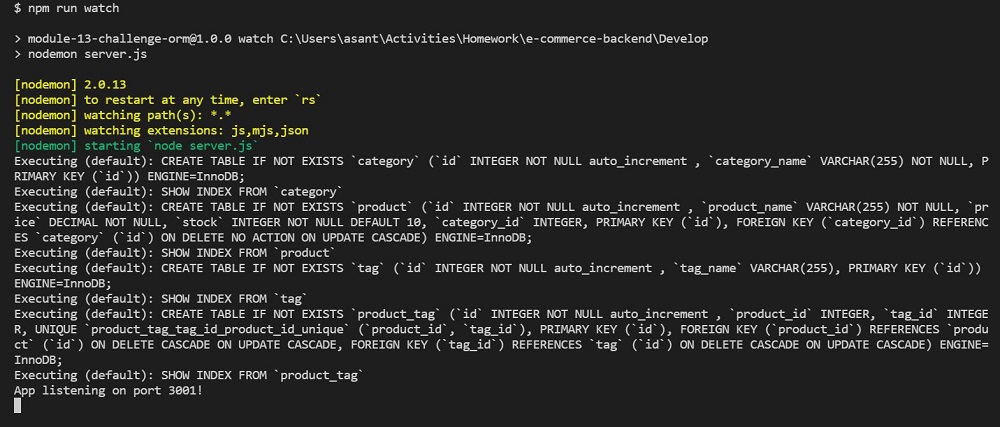 $ npm run watch
> module-13-challenge-orm@1.0.0 watch C:\Users\asant\Activities\Homework\e-commerce-backend\Develop
> nodemon server.js
[nodemon] 2.0.13
[nodemon] to restart at any time, enter `rs`
[nodemon] watching path(s): *.*
[nodemon] watching extensions: js,mjs,json
[nodemon] starting `node server.js`
Executing (default): CREATE TABLE IF NOT EXISTS `category` (`id` INTEGER NOT NULL auto_increment , `category_name` VARCHAR(255) NOT NULL, P
RIMARY KEY (`id`)) ENGINE=InnoDB;
Executing (default): SHOW INDEX FROM `category`
Executing (default): CREATE TABLE IF NOT EXISTS `product` (`id` INTEGER NOT NULL auto_increment , `product_name` VARCHAR(255) NOT NULL, `pr
ice` DECIMAL NOT NULL, `stock` INTEGER NOT NULL DEFAULT 10, `category_id` INTEGER, PRIMARY KEY (`id`), FOREIGN KEY (`category_id`) REFERENC
ES `category` (`id`) ON DELETE NO ACTION ON UPDATE CASCADE) ENGINE=InnoDB;
Executing (default): SHOW INDEX FROM `product`
Executing (default): CREATE TABLE IF NOT EXISTS `tag` (`id` INTEGER NOT NULL auto_increment , `tag_name` VARCHAR(255), PRIMARY KEY (`id`))
ENGINE=InnoDB;
Executing (default): SHOW INDEX FROM `tag`
Executing (default): CREATE TABLE IF NOT EXISTS `product_tag` (`id` INTEGER NOT NULL auto_increment , `product_id` INTEGER, `tag_id` INTEGE
R, UNIQUE `product_tag_tag_id_product_id_unique` (`product_id`, `tag_id`), PRIMARY KEY (`id`), FOREIGN KEY (`product_id`) REFERENCES `produ
ct` (`id`) ON DELETE CASCADE ON UPDATE CASCADE, FOREIGN KEY (`tag_id`) REFERENCES `tag` (`id`) ON DELETE CASCADE ON UPDATE CASCADE) ENGINE=
InnoDB;
Executing (default): SHOW INDEX FROM `product_tag`
App listening on port 3001!